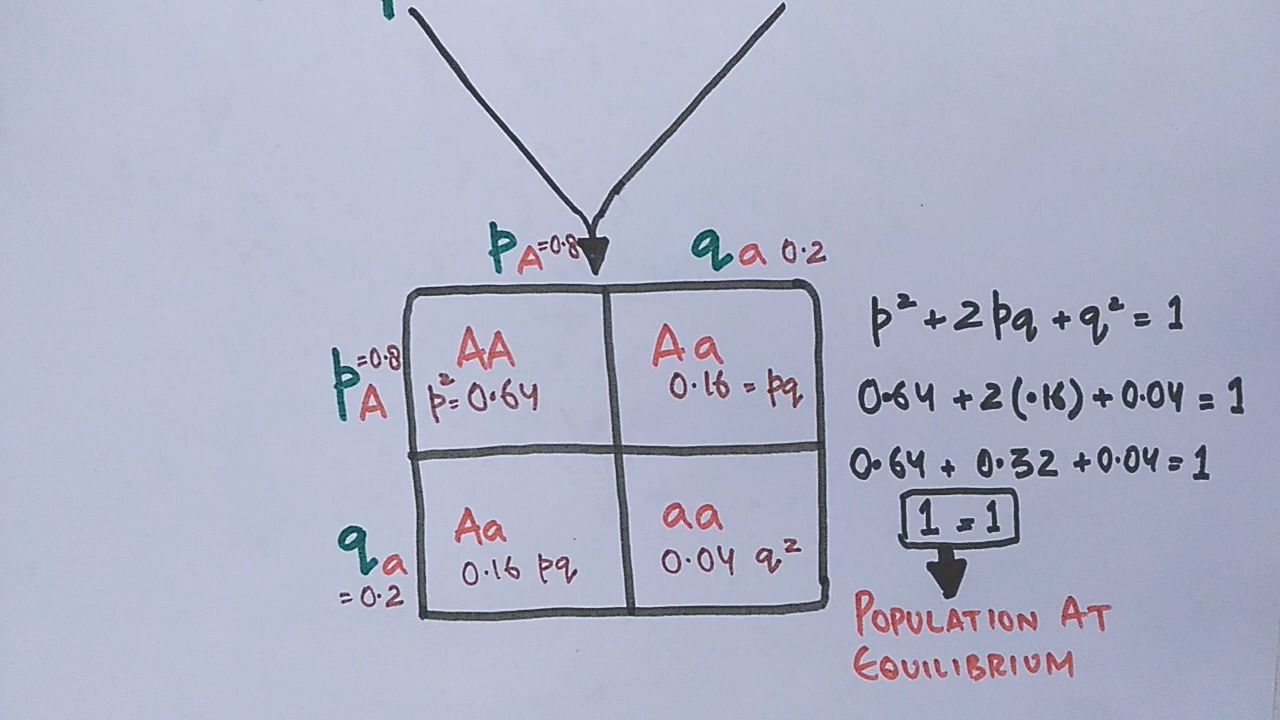 pA=0.8
qa 0.2
pA=0.8
AA
p²=0.64
Aa
0.16 = pq
qa=0.2
Aa
0.16 pq
aa
0.04 q²
p² + 2pq + q² = 1
0.64 + 2(.16) + 0.04 = 1
0.64 + 0.32 + 0.04 = 1
1 = 1
POPULATION AT
EQUILIBRIUM